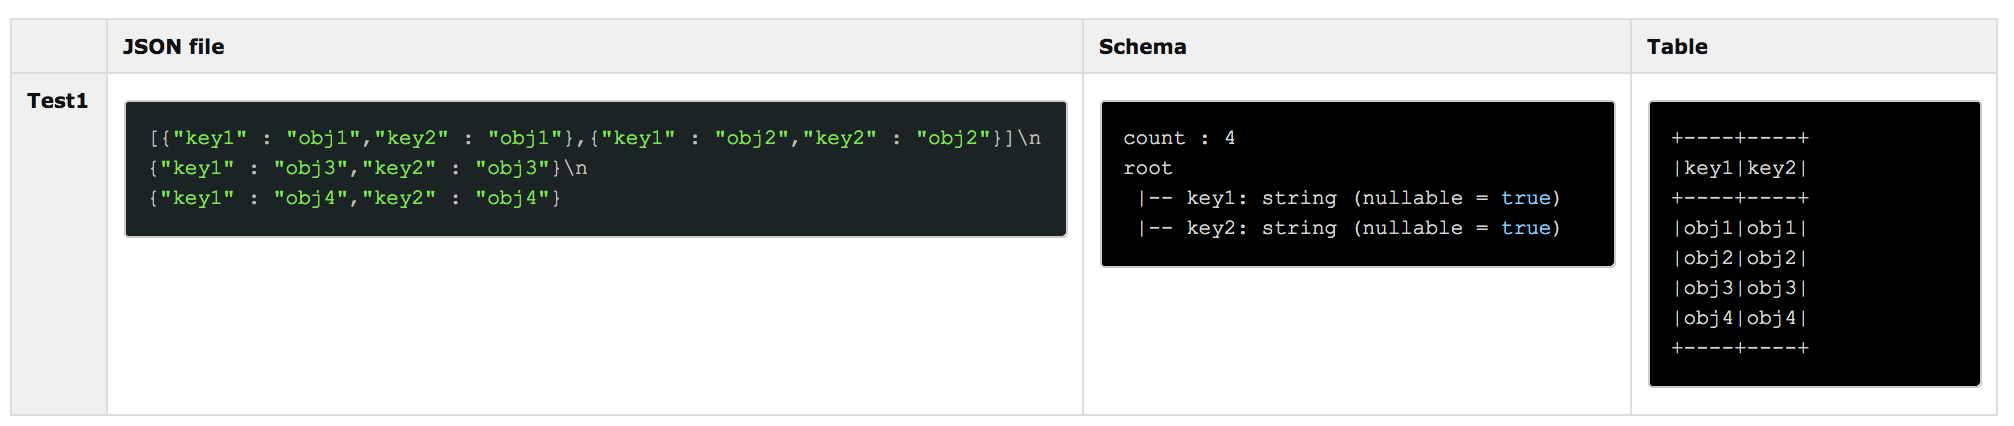 JSON file
Schema
Table
Test1
[{"key1" : "obj1","key2" : "obj1"},{"key1" : "obj2","key2" : "obj2"}]\n
{"key1" : "obj3","key2" : "obj3"}\n
{"key1" : "obj4","key2" : "obj4"}
count : 4
root
 |-- key1: string (nullable = true)
 |-- key2: string (nullable = true)
+----+----+
|key1|key2|
+----+----+
|obj1|obj1|
|obj2|obj2|
|obj3|obj3|
|obj4|obj4|
+----+----+